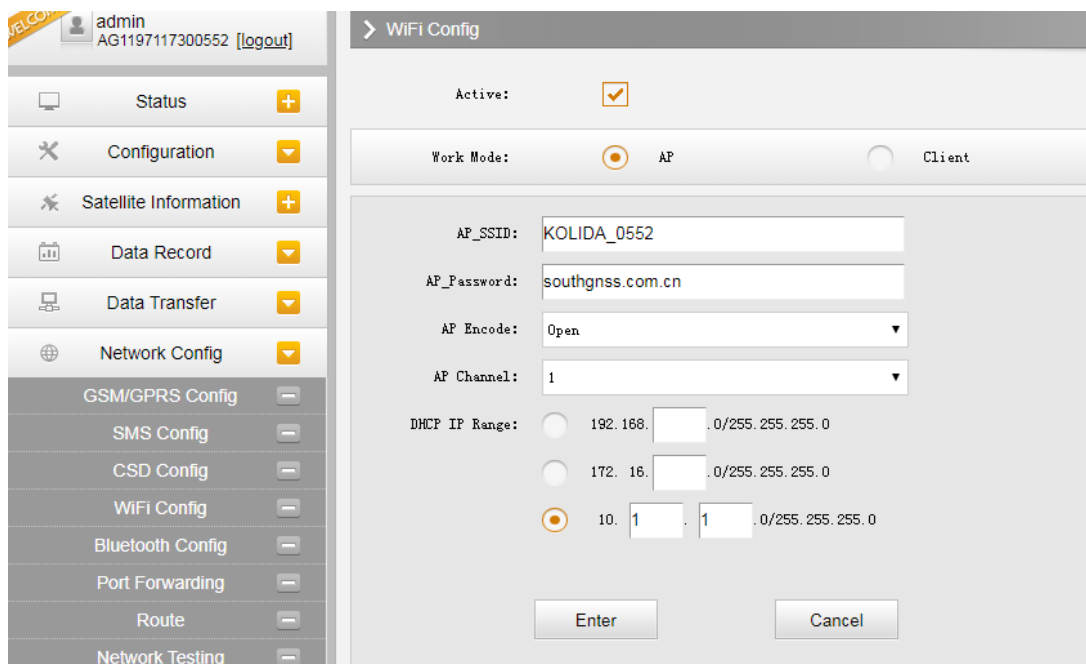 WELCOM
admin
AG1197117300552 [logout]
Status
Configuration
Satellite Information
Data Record
Data Transfer
Network Config
GSM/GPRS Config
SMS Config
CSD Config
WiFi Config
Bluetooth Config
Port Forwarding
Route
Network Testing
WiFi Config
Active:
Work Mode: AP Client
AP_SSID: KOLIDA_0552
AP_Password: southgnss.com.cn
AP Encode: Open
AP Channel: 1
DHCP IP Range: 192.168. .0/255.255.255.0
172. 16. .0/255.255.255.0
10. 1 . 1 .0/255.255.255.0
Enter Cancel